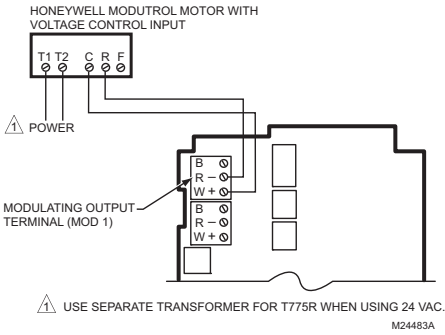 HONEYWELL MODUTROL MOTOR WITH
VOLTAGE CONTROL INPUT
T1 T2 C R F
1 POWER
B
R –
W +
MODULATING OUTPUT
TERMINAL (MOD 1)
B
R –
W +
1 USE SEPARATE TRANSFORMER FOR T775R WHEN USING 24 VAC.
M24483A